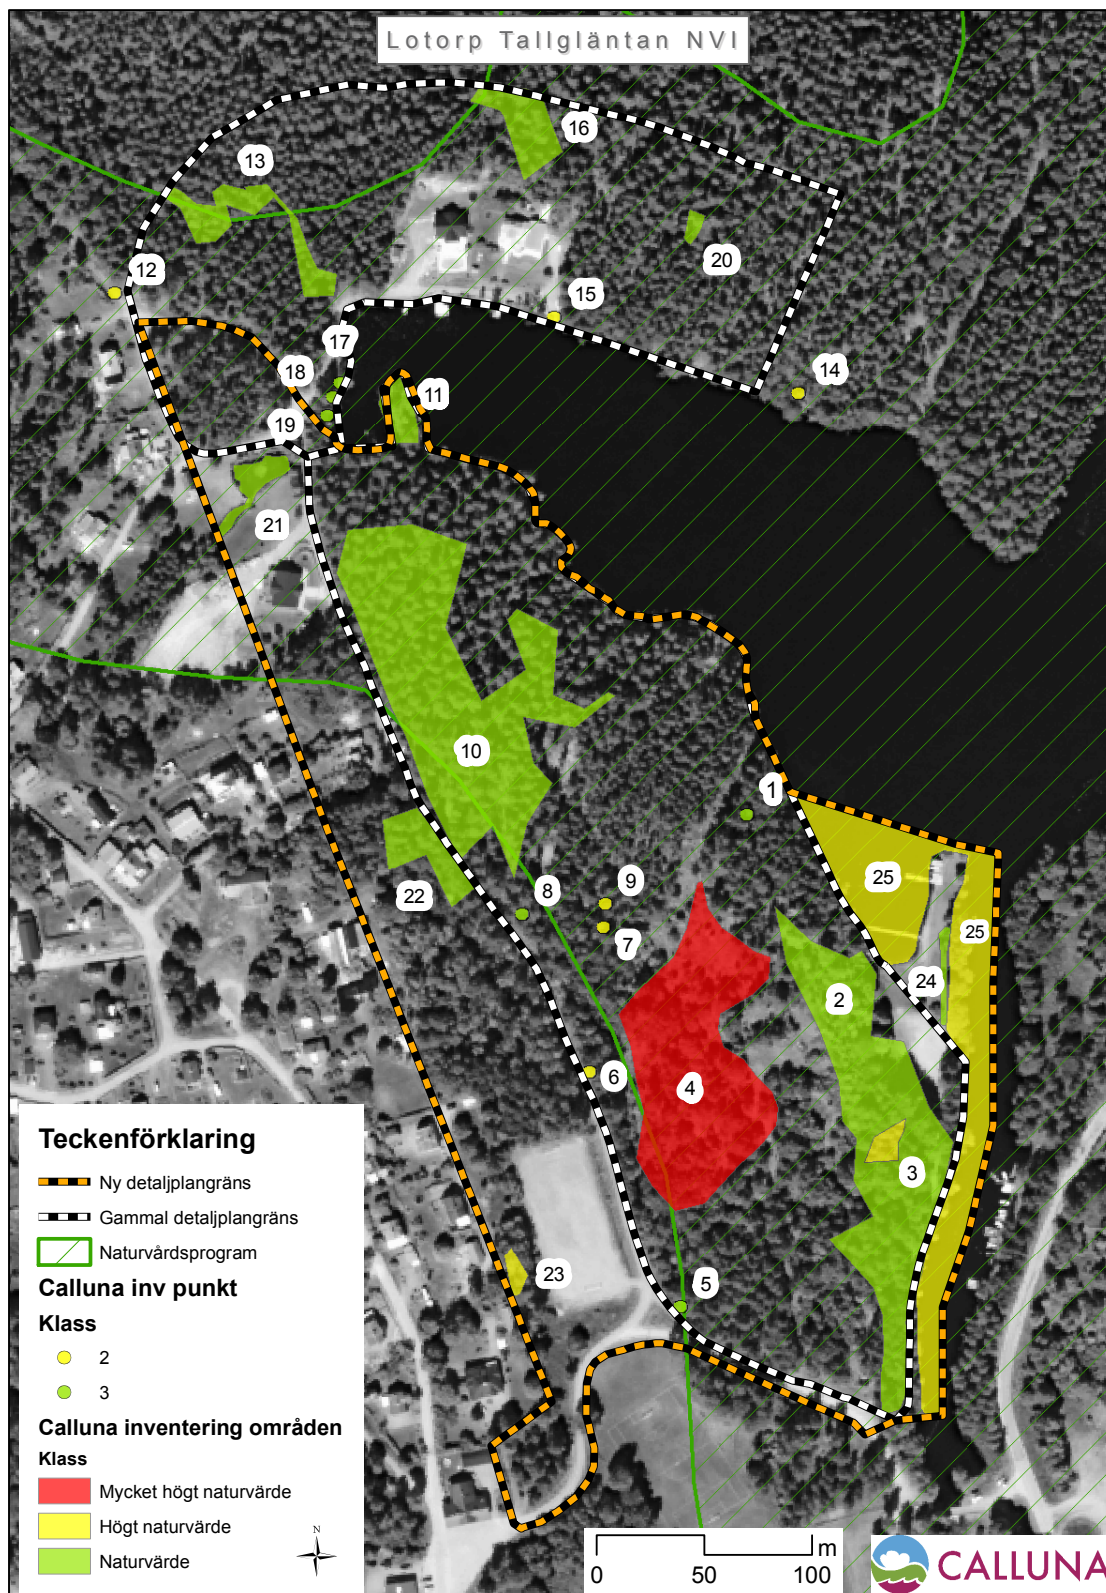 Lotorp Tallgläntan NVI
16
13
20
12
15
17
14
18
11
19
21
10
1
8
9
25
22
7
25
2
24
6
4
3
23
5
Teckenförklaring
Ny detaljplangräns
Gammal detaljplangräns
Naturvårdsprogram
Calluna inv punkt
Klass
2
3
Calluna inventering områden
Klass
Mycket högt naturvärde
Högt naturvärde
Naturvärde
N
m
0 50 100
CALLUNA